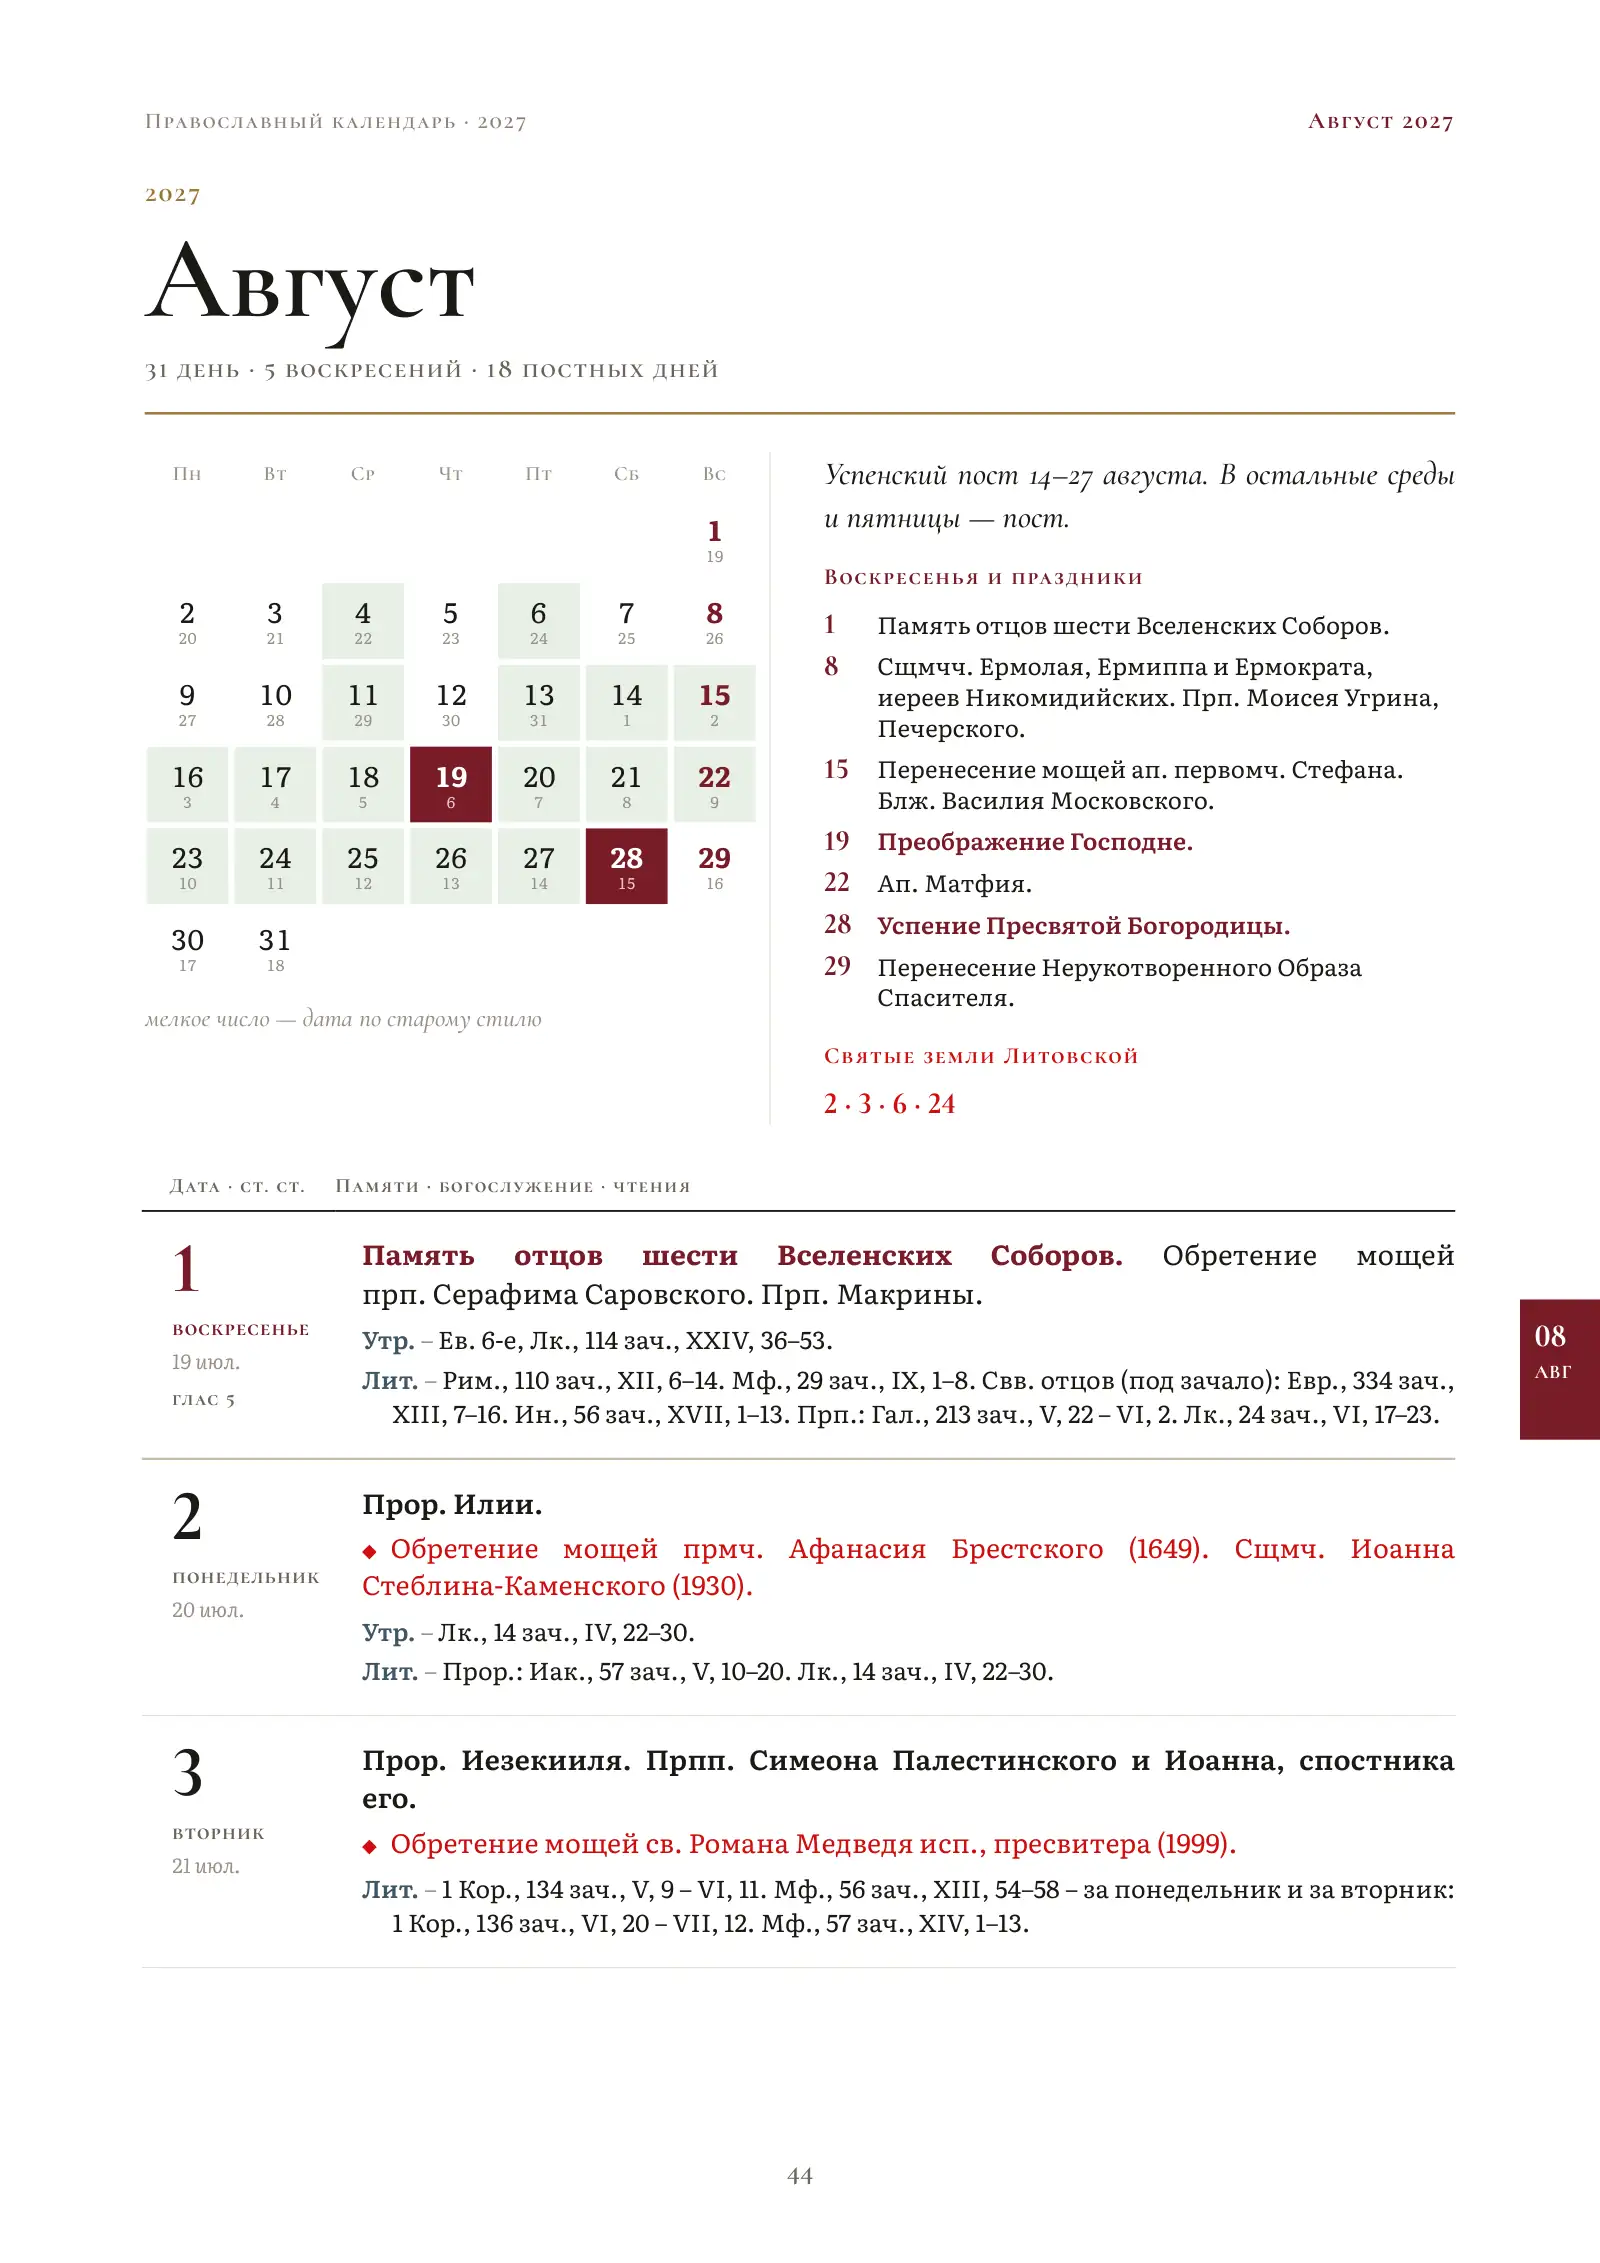 Православный календарь · 2027
Август 2027
2027
Август
31 день · 5 воскресений · 18 постных дней
Пн Вт Ср Чт Пт Сб Вс
1
19
2 3 4 5 6 7 8
20 21 22 23 24 25 26
9 10 11 12 13 14 15
27 28 29 30 31 1 2
16 17 18 19 20 21 22
3 4 5 6 7 8 9
23 24 25 26 27 28 29
10 11 12 13 14 15 16
30 31
17 18
мелкое число — дата по старому стилю
Успенский пост 14–27 августа. В остальные среды
и пятницы — пост.
Воскресенья и праздники
1 Память отцов шести Вселенских Соборов.
8 Сщмчч. Ермолая, Ермиппа и Ермократа,
иереев Никомидийских. Прп. Моисея Угрина,
Печерского.
15 Перенесение мощей ап. первомч. Стефана.
Блж. Василия Московского.
19 Преображение Господне.
22 Ап. Матфия.
28 Успение Пресвятой Богородицы.
29 Перенесение Нерукотворенного Образа
Спасителя.
Святые земли Литовской
2 · 3 · 6 · 24
Дата · ст. ст. Памяти · богослужение · чтения
1
воскресенье
19 июл.
глас 5
Память отцов шести Вселенских Соборов. Обретение мощей
прп. Серафима Саровского. Прп. Макрины.
Утр. – Ев. 6-е, Лк., 114 зач., XXIV, 36–53.
Лит. – Рим., 110 зач., XII, 6–14. Мф., 29 зач., IX, 1–8. Свв. отцов (под зачало): Евр., 334 зач.,
XIII, 7–16. Ин., 56 зач., XVII, 1–13. Прп.: Гал., 213 зач., V, 22 – VI, 2. Лк., 24 зач., VI, 17–23.
08
АВГ
2
понедельник
20 июл.
Прор. Илии.
◆ Обретение мощей прмч. Афанасия Брестского (1649). Сщмч. Иоанна
Стеблина-Каменского (1930).
Утр. – Лк., 14 зач., IV, 22–30.
Лит. – Прор.: Иак., 57 зач., V, 10–20. Лк., 14 зач., IV, 22–30.
3
вторник
21 июл.
Прор. Иезекииля. Прпп. Симеона Палестинского и Иоанна, спостника
его.
◆ Обретение мощей св. Романа Медведя исп., пресвитера (1999).
Лит. – 1 Кор., 134 зач., V, 9 – VI, 11. Мф., 56 зач., XIII, 54–58 – за понедельник и за вторник:
1 Кор., 136 зач., VI, 20 – VII, 12. Мф., 57 зач., XIV, 1–13.
44